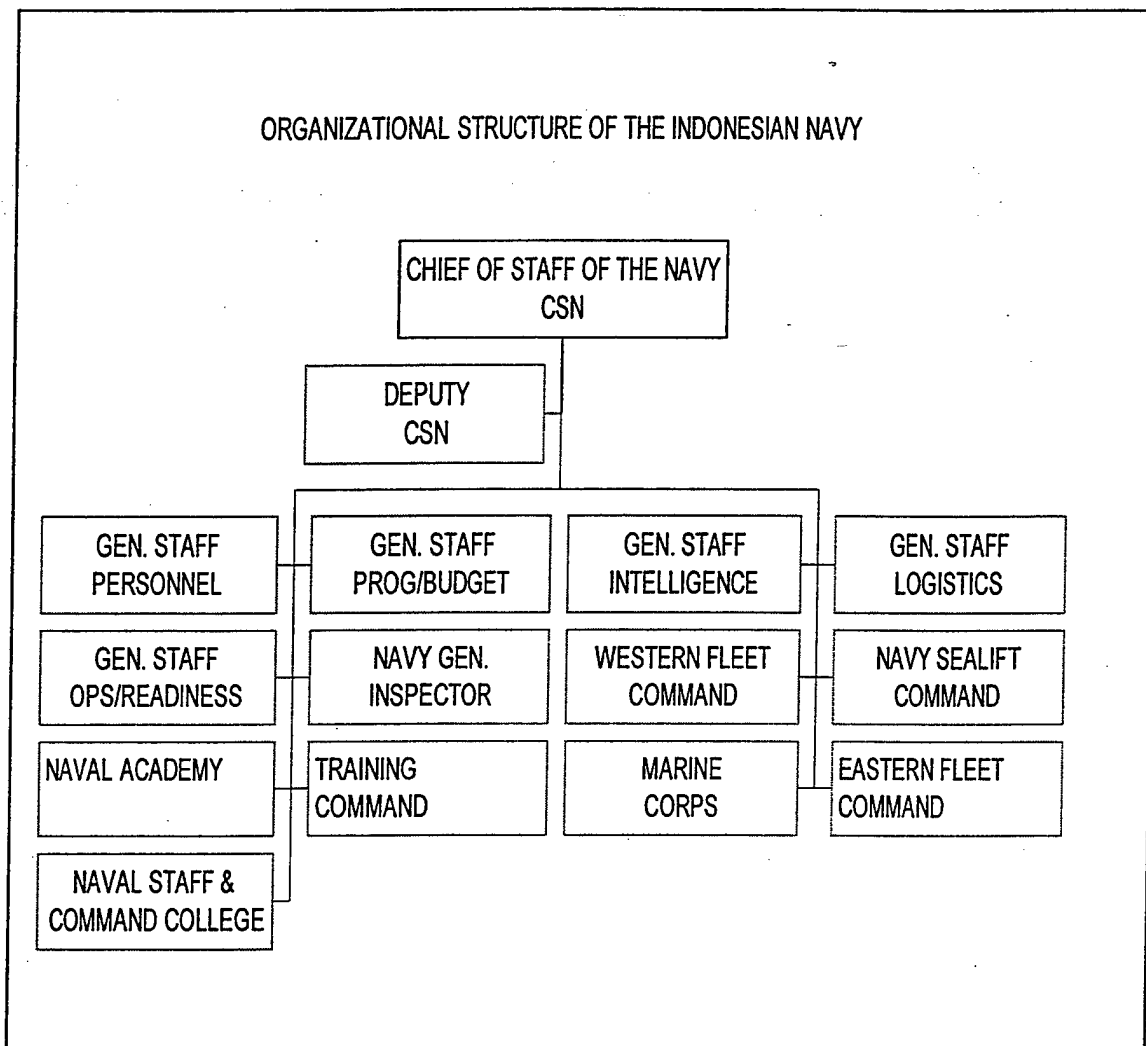 ORGANIZATIONAL STRUCTURE OF THE INDONESIAN NAVY
CHIEF OF STAFF OF THE NAVY
CSN
DEPUTY
CSN
GEN. STAFF
PERSONNEL
GEN. STAFF
PROG/BUDGET
GEN. STAFF
INTELLIGENCE
GEN. STAFF
LOGISTICS
GEN. STAFF
OPS/READINESS
NAVY GEN.
INSPECTOR
WESTERN FLEET
COMMAND
NAVY SEALIFT
COMMAND
NAVAL ACADEMY
TRAINING
COMMAND
MARINE
CORPS
EASTERN FLEET
COMMAND
NAVAL STAFF &
COMMAND COLLEGE